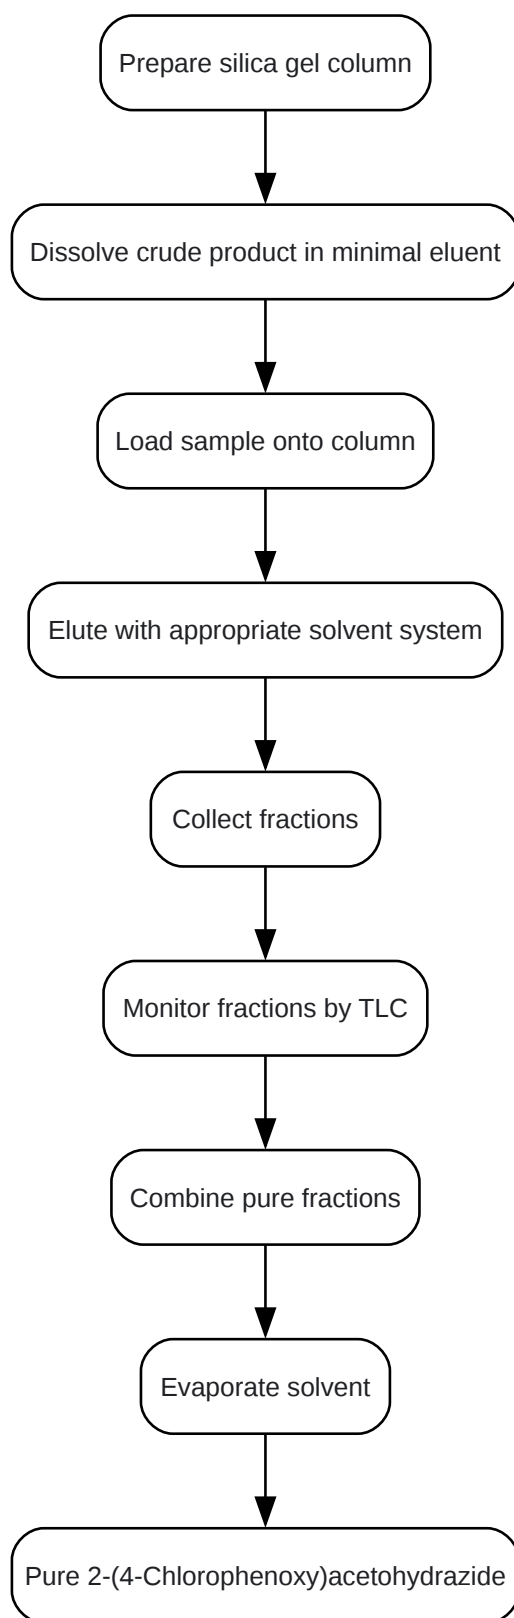 Prepare silica gel column
Dissolve crude product in minimal eluent
Load sample onto column
Elute with appropriate solvent system
Collect fractions
Monitor fractions by TLC
Combine pure fractions
Evaporate solvent
Pure 2-(4-Chlorophenoxy)acetohydrazide